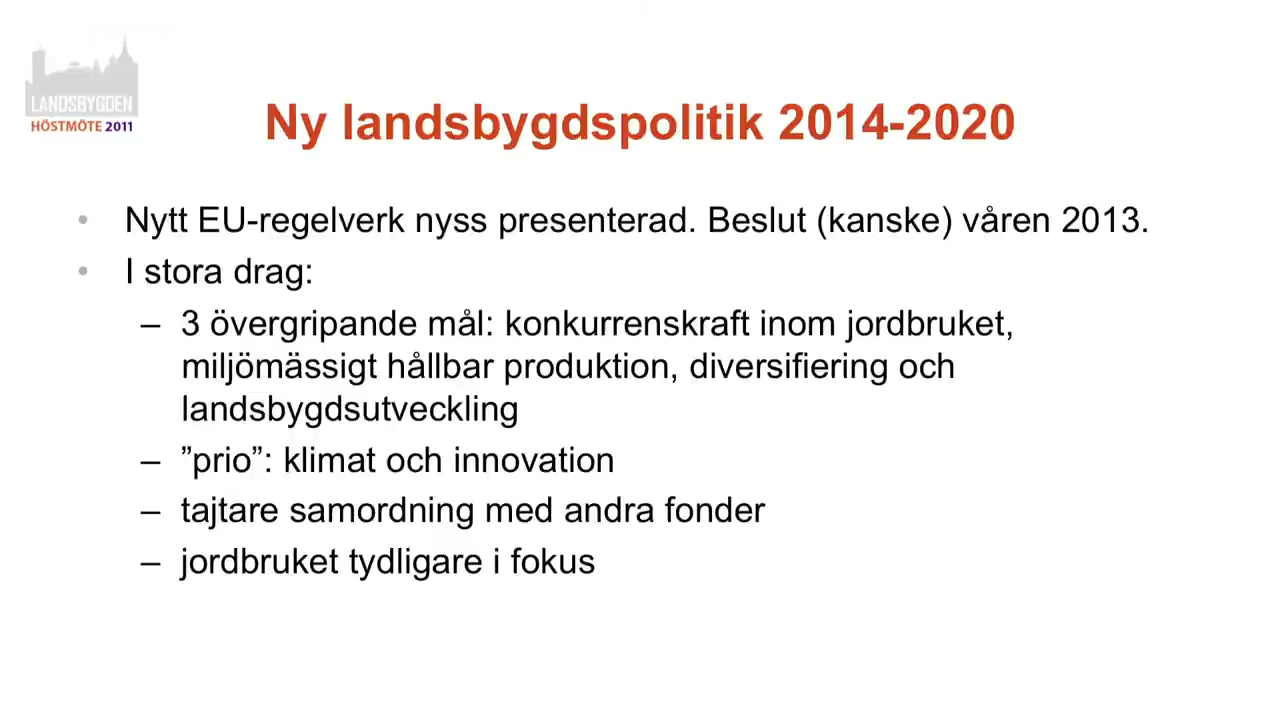 LANDSBYGDEN
HÖSTMÖTE 2011
Ny landsbygdspolitik 2014-2020
• Nytt EU-regelverk nyss presenterad. Beslut (kanske) våren 2013.
• I stora drag:
– 3 övergripande mål: konkurrenskraft inom jordbruket,
miljömässigt hållbar produktion, diversifiering och
landsbygdsutveckling
– ”prio”: klimat och innovation
– tajtare samordning med andra fonder
– jordbruket tydligare i fokus